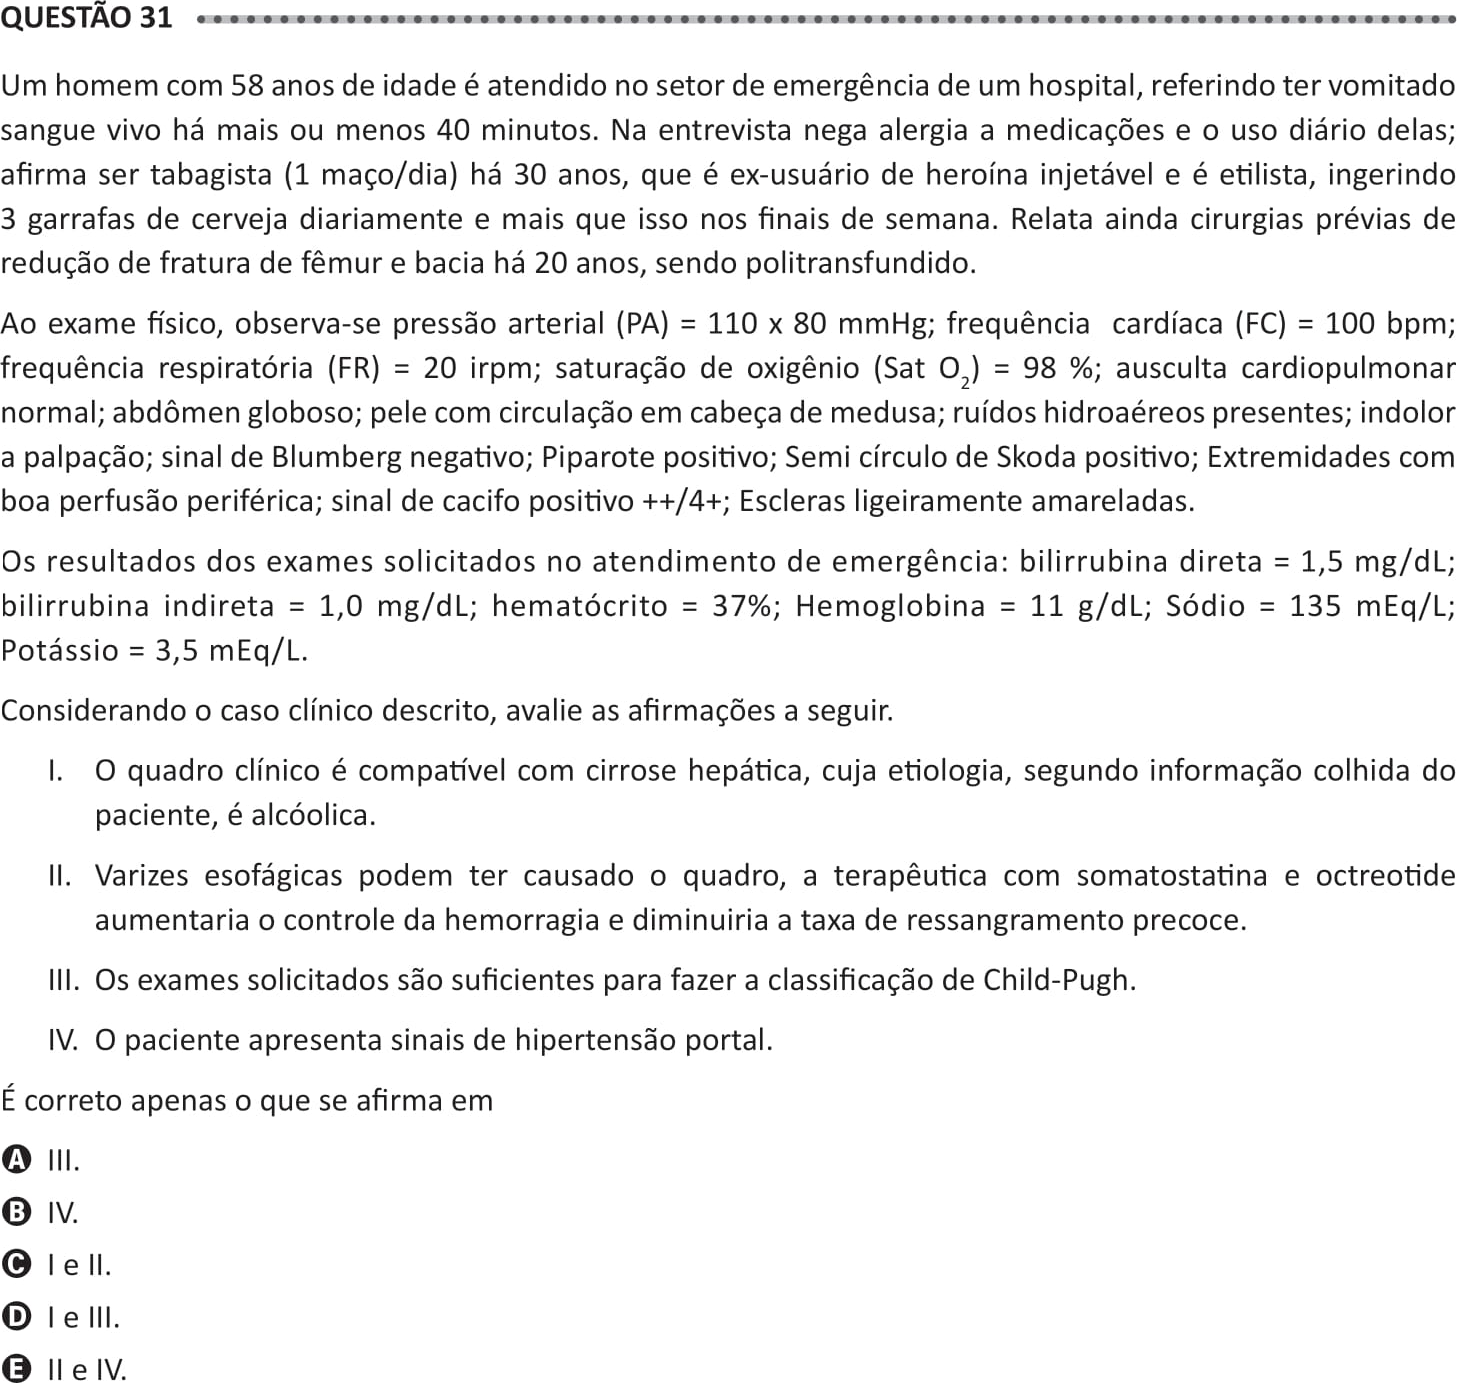 QUESTÃO 31
Um homem com 58 anos de idade é atendido no setor de emergência de um hospital, referindo ter vomitado
sangue vivo há mais ou menos 40 minutos. Na entrevista nega alergia a medicações e o uso diário delas;
afirma ser tabagista (1 maço/dia) há 30 anos, que é ex-usuário de heroína injetável e é etilista, ingerindo
3 garrafas de cerveja diariamente e mais que isso nos finais de semana. Relata ainda cirurgias prévias de
redução de fratura de fêmur e bacia há 20 anos, sendo politransfundido.
Ao exame físico, observa-se pressão arterial (PA) = 110 x 80 mmHg; frequência cardíaca (FC) = 100 bpm;
frequência respiratória (FR) = 20 irpm; saturação de oxigênio (Sat O₂) = 98 %; ausculta cardiopulmonar
normal; abdômen globoso; pele com circulação em cabeça de medusa; ruídos hidroaéreos presentes; indolor
a palpação; sinal de Blumberg negativo; Piparote positivo; Semi círculo de Skoda positivo; Extremidades com
boa perfusão periférica; sinal de cacifo positivo ++/4+; Escleras ligeiramente amareladas.
Os resultados dos exames solicitados no atendimento de emergência: bilirrubina direta = 1,5 mg/dL;
bilirrubina indireta = 1,0 mg/dL; hematócrito = 37%; Hemoglobina = 11 g/dL; Sódio = 135 mEq/L;
Potássio = 3,5 mEq/L.
Considerando o caso clínico descrito, avalie as afirmações a seguir.
I. O quadro clínico é compatível com cirrose hepática, cuja etiologia, segundo informação colhida do
paciente, é alcóolica.
II. Varizes esofágicas podem ter causado o quadro, a terapêutica com somatostatina e octreotide
aumentaria o controle da hemorragia e diminuiria a taxa de ressangramento precoce.
III. Os exames solicitados são suficientes para fazer a classificação de Child-Pugh.
IV. O paciente apresenta sinais de hipertensão portal.
É correto apenas o que se afirma em
A III.
B IV.
C I e II.
D I e III.
E II e IV.